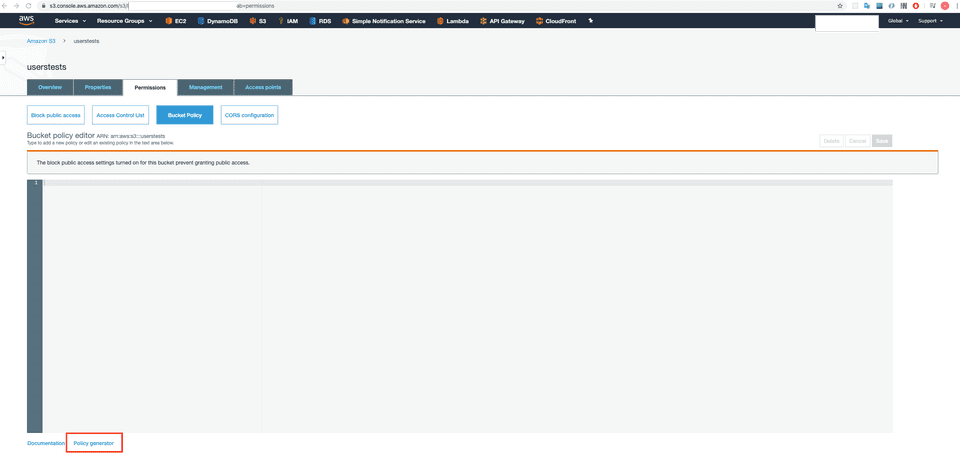 s3.console.aws.amazon.com/s3/ ab=permissions
aws Services Resource Groups EC2 DynamoDB S3 IAM RDS Simple Notification Service Lambda API Gateway CloudFront Global Support
Amazon S3 > userstests
userstests
Overview Properties Permissions Management Access points
Block public access Access Control List Bucket Policy CORS configuration
Bucket policy editor ARN: arn:aws:s3:::userstests
Type to add a new policy or edit an existing policy in the text area below.
Delete Cancel Save
The block public access settings turned on for this bucket prevent granting public access.
1
Documentation Policy generator